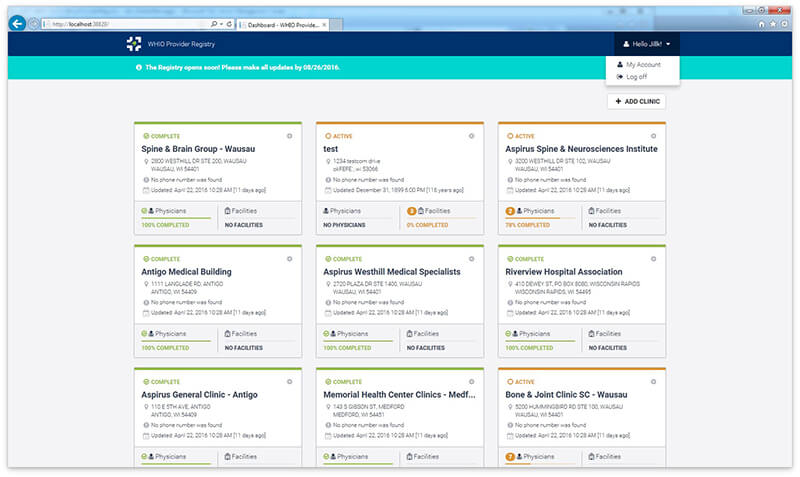 http://localhost:38828/
Dashboard - WHIO Provide...
WHIO Provider Registry
Hello Jillk!
The Registry opens soon! Please make all updates by 08/26/2016.
My Account
Log off
+ ADD CLINIC
COMPLETE
Spine & Brain Group - Wausau
2800 WESTHILL DR STE 200, WAUSAU
WAUSAU, WI 54401
No phone number was found
Updated: April 22, 2016 10:28 AM [11 days ago]
Physicians
100% COMPLETED
Facilities
NO FACILITIES
ACTIVE
test
1234 testcom drive
No phone number was found
Updated: December 31, 1899 6:00 PM [116 years ago]
Physicians
NO PHYSICIANS
3 Facilities
0% COMPLETED
ACTIVE
Aspirus Spine & Neurosciences Institute
3200 WESTHILL DR STE 102, WAUSAU
WAUSAU, WI 54401
No phone number was found
Updated: April 22, 2016 10:28 AM [11 days ago]
Physicians
78% COMPLETED
Facilities
NO FACILITIES
COMPLETE
Antigo Medical Building
1111 LANGLADE RD, ANTIGO
ANTIGO, WI 54409
No phone number was found
Updated: April 22, 2016 10:28 AM [11 days ago]
Physicians
100% COMPLETED
Facilities
NO FACILITIES
COMPLETE
Aspirus Westhill Medical Specialists
2720 PLAZA DR STE 1400, WAUSAU
WAUSAU, WI 54401
No phone number was found
Updated: April 22, 2016 10:28 AM [11 days ago]
Physicians
100% COMPLETED
Facilities
NO FACILITIES
COMPLETE
Riverview Hospital Association
410 DEWEY ST, PO BOX 8080, WISCONSIN RAPIDS
WISCONSIN RAPIDS, WI 54495
No phone number was found
Updated: April 22, 2016 10:28 AM [11 days ago]
Physicians
100% COMPLETED
Facilities
NO FACILITIES
COMPLETE
Aspirus General Clinic - Antigo
110 E 5TH AVE, ANTIGO
ANTIGO, WI 54409
No phone number was found
Updated: April 22, 2016 10:28 AM [11 days ago]
Physicians
Facilities
COMPLETE
Memorial Health Center Clinics - Medf...
143 S GIBSON ST, MEDFORD
MEDFORD, WI 54451
No phone number was found
Updated: April 22, 2016 10:28 AM [11 days ago]
Physicians
Facilities
ACTIVE
Bone & Joint Clinic SC - Wausau
5200 HUMMINGBIRD RD STE 100, WAUSAU
WAUSAU, WI 54401
No phone number was found
Updated: April 22, 2016 10:28 AM [11 days ago]
7 Physicians
Facilities